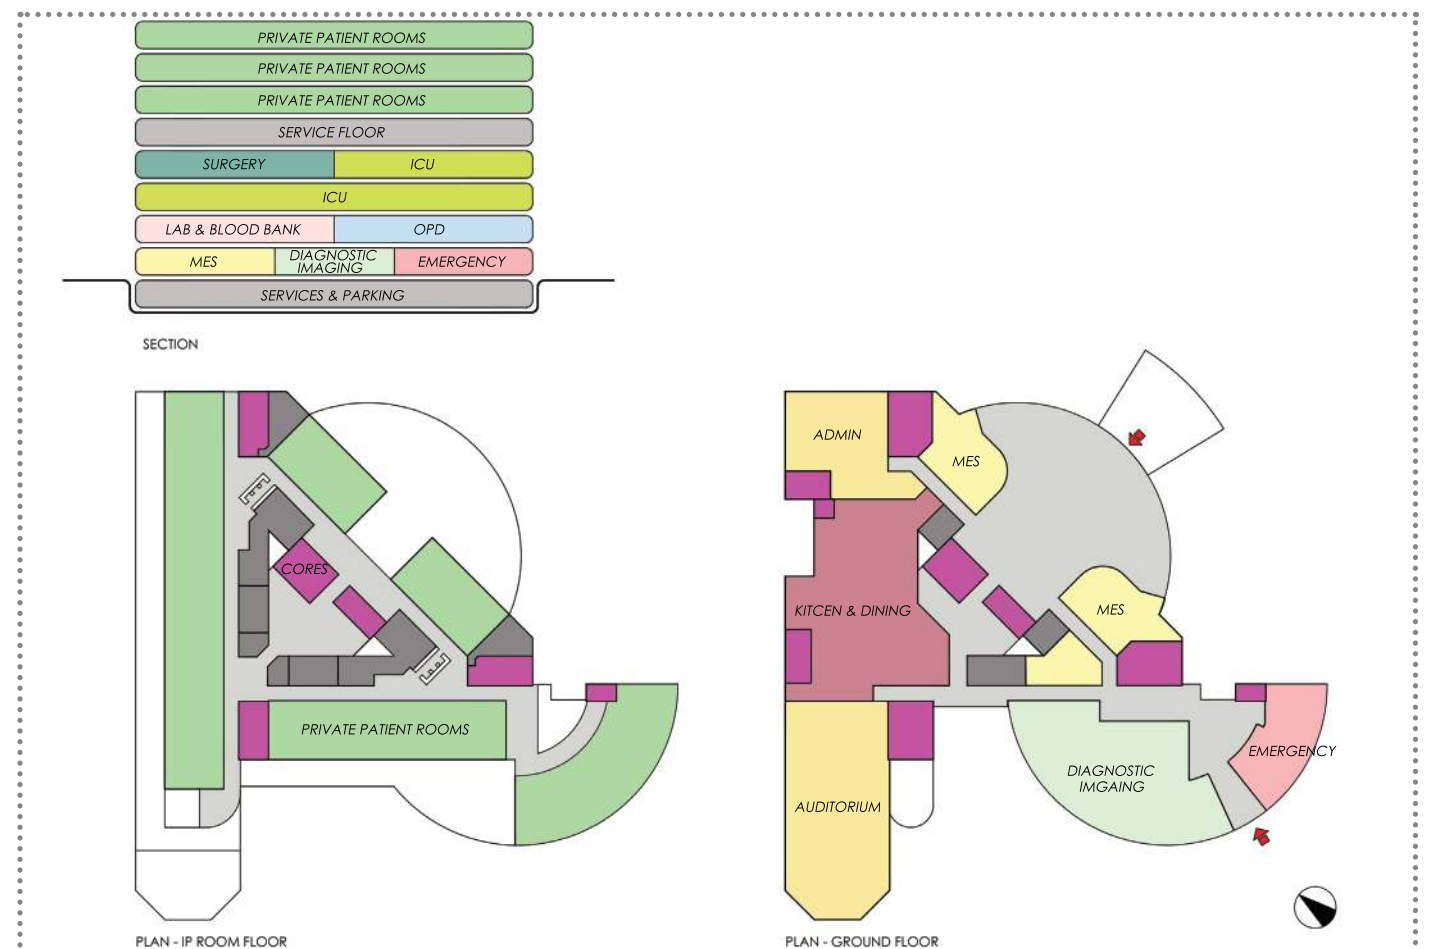 PRIVATE PATIENT ROOMS
PRIVATE PATIENT ROOMS
PRIVATE PATIENT ROOMS
SERVICE FLOOR
SURGERY ICU
ICU
LAB & BLOOD BANK OPD
MES DIAGNOSTIC IMAGING EMERGENCY
SERVICES & PARKING
SECTION
CORES
PRIVATE PATIENT ROOMS
PLAN - IP ROOM FLOOR
ADMIN
MES
KITCEN & DINING
MES
EMERGENCY
DIAGNOSTIC
IMGAING
AUDITORIUM
PLAN - GROUND FLOOR